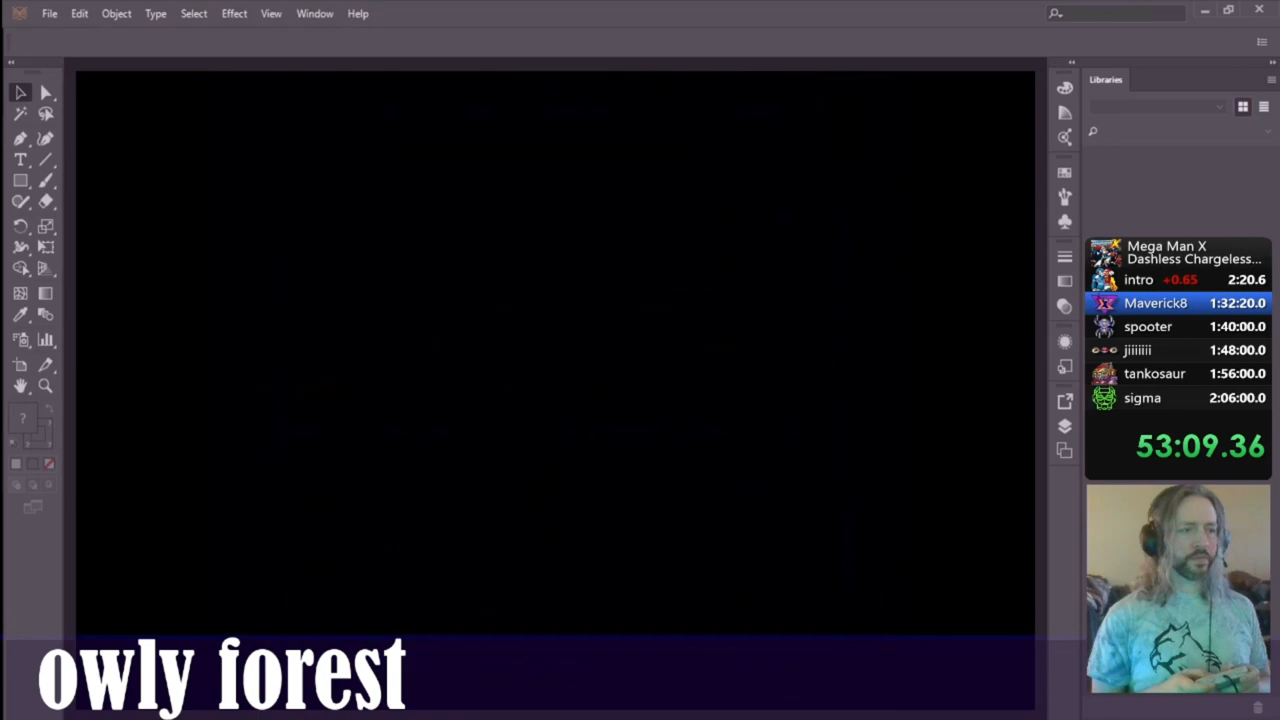 File Edit Object Type Select Effect View Window Help
Libraries
Mega Man X
Dashless Chargeless...
intro +0.65 2:20.6
Maverick8 1:32:20.0
spooter 1:40:00.0
jiiiiiii 1:48:00.0
tankosaur 1:56:00.0
sigma 2:06:00.0
53:09.36
?
owly forest